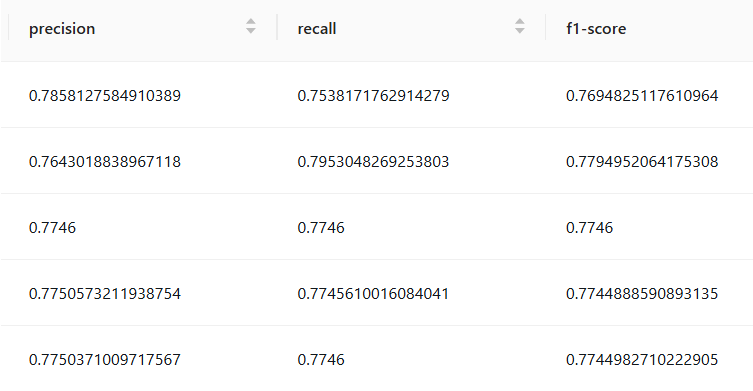 precision recall f1-score
0.7858127584910389 0.7538171762914279 0.7694825117610964
0.7643018838967118 0.7953048269253803 0.7794952064175308
0.7746 0.7746 0.7746
0.7750573211938754 0.7745610016084041 0.7744888590893135
0.7750371009717567 0.7746 0.7744982710222905